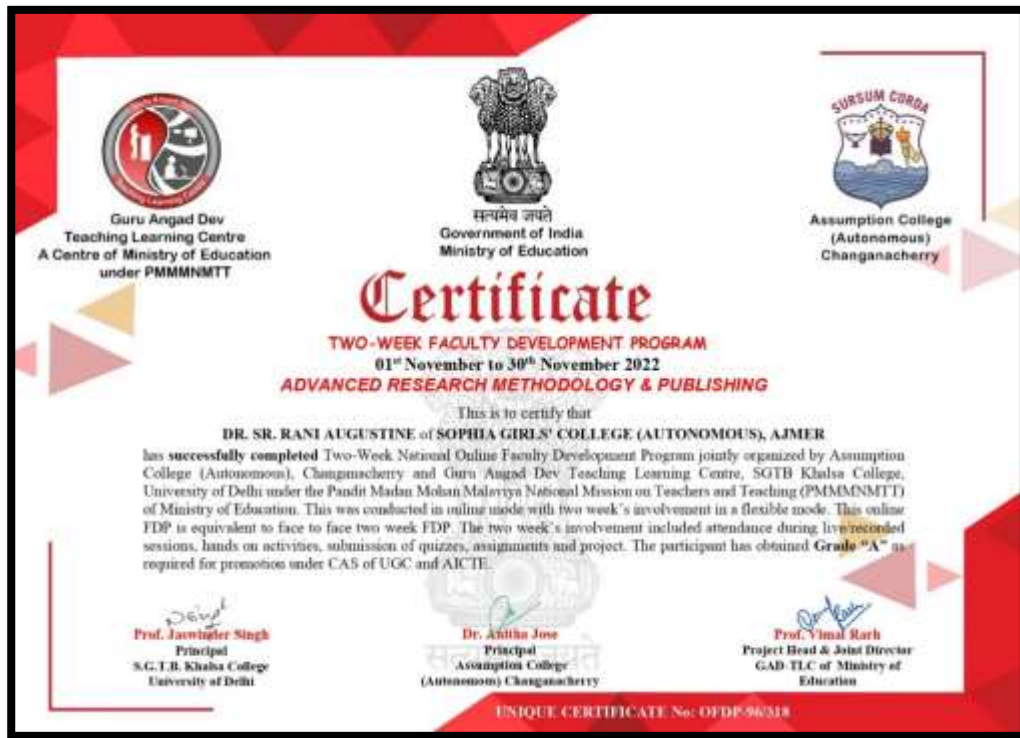 Guru Angad Dev
Teaching Learning Centre
A Centre of Ministry of Education
under PMMMNMTT
सत्यमेव जयते
Government of India
Ministry of Education
SURSUM CORDA
Assumption College
(Autonomous)
Changanacherry
Certificate
TWO-WEEK FACULTY DEVELOPMENT PROGRAM
01st November to 30th November 2022
ADVANCED RESEARCH METHODOLOGY & PUBLISHING
This is to certify that
DR. SR. RANI AUGUSTINE of SOPHIA GIRLS' COLLEGE (AUTONOMOUS), AJMER
has successfully completed Two-Week National Online Faculty Development Program jointly organized by Assumption
College (Autonomous), Changanacherry and Guru Angad Dev Teaching Learning Centre, SGTB Khalsa College,
University of Delhi under the Pandit Madan Mohan Malaviya National Mission on Teachers and Teaching (PMMMNMTT)
of Ministry of Education. This was conducted in online mode with two week's involvement in a flexible mode. This online
FDP is equivalent to face to face two week FDP. The two week's involvement included attendance during live/recorded
sessions, hands on activities, submission of quizzes, assignments and project. The participant has obtained Grade "A" as
required for promotion under CAS of UGC and AICTE.
Prof. Jaswinder Singh
Principal
S.G.T.B. Khalsa College
University of Delhi
Dr. Anitha Jose
Principal
Assumption College
(Autonomous) Changanacherry
Prof. Vimal Rarh
Project Head & Joint Director
GAD-TLC of Ministry of
Education
UNIQUE CERTIFICATE No: OFDP-96/318